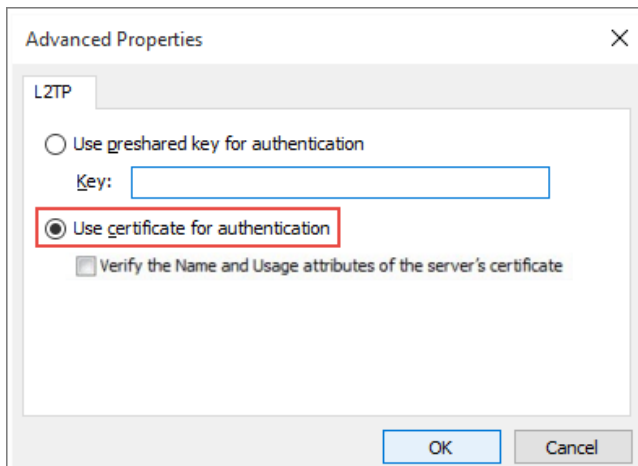 Advanced Properties
L2TP
Use preshared key for authentication
Key:
Use certificate for authentication
Verify the Name and Usage attributes of the server's certificate
OK
Cancel